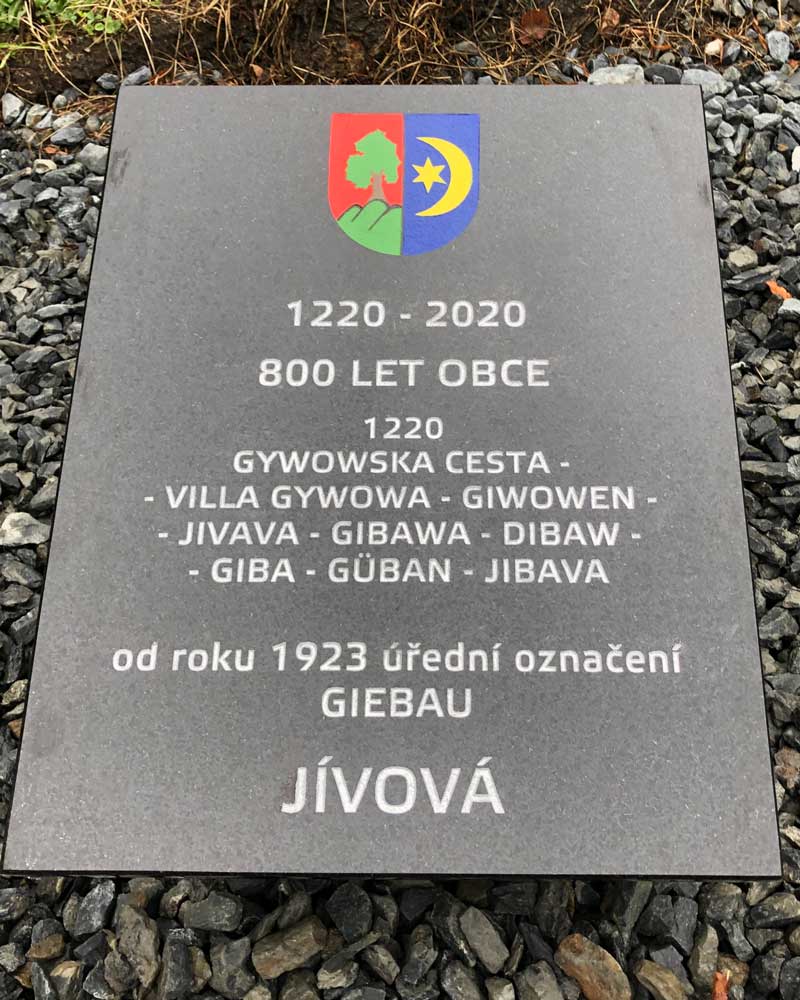 1220 - 2020
800 LET OBCE
1220
GYWOWSKA CESTA -
- VILLA GYWOWA - GIWOWEN -
- JIVAVA - GIBAWA - DIBAW -
- GIBA - GÜBAN - JIBAVA
od roku 1923 úřední označení
GIEBAU
JÍVOVÁ